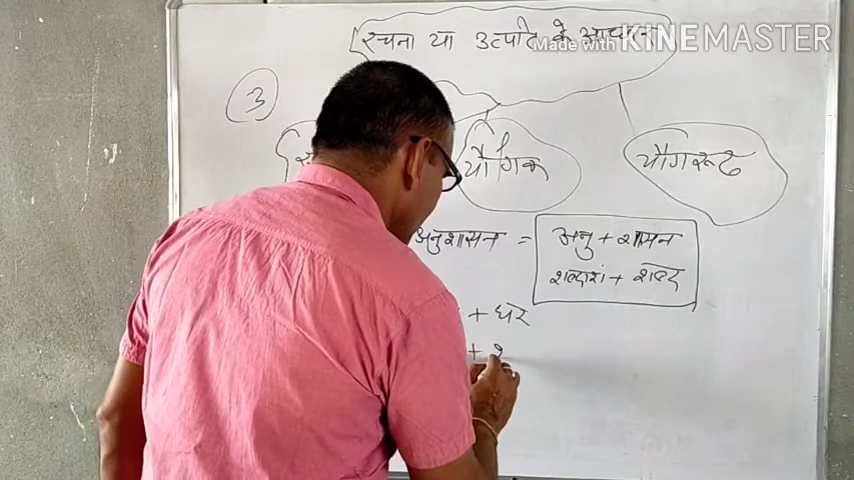 रचना या उत्पति के आधार
Made with KINEMASTER
3
यौगिक
यौगरूढ
अनुशासन = अनु + शासन
शब्दांश + शब्द
+ घर
+